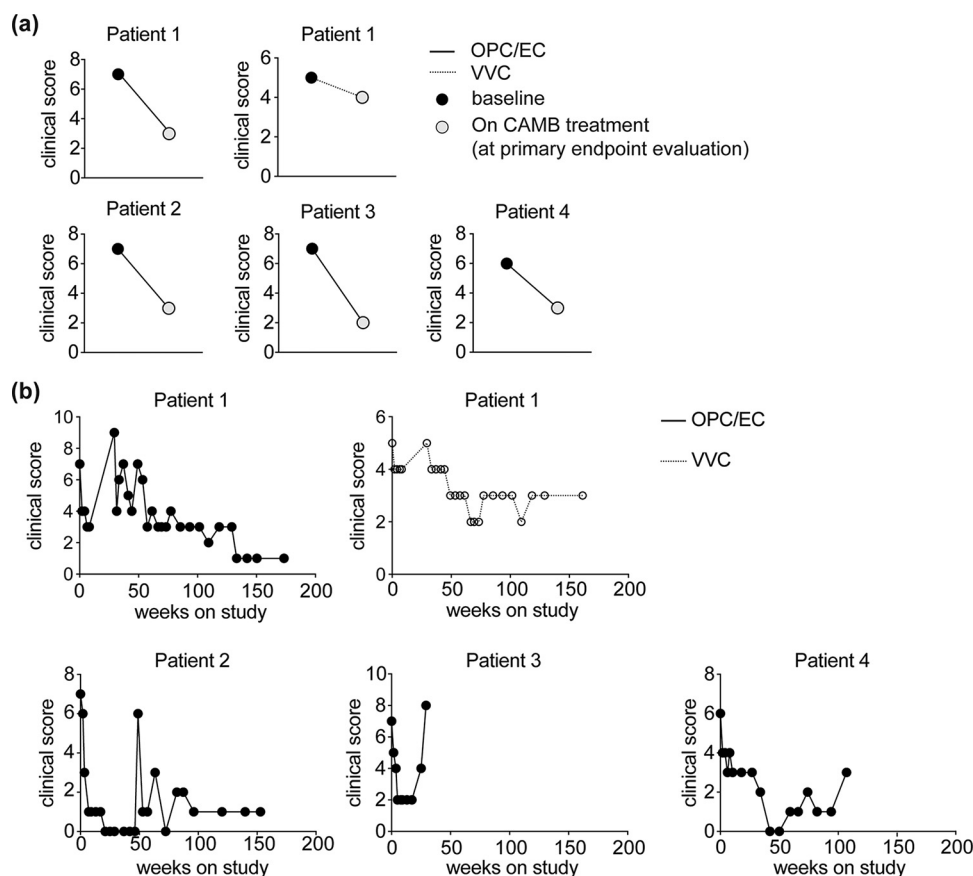 (a)
Patient 1
clinical score
8
6
4
2
0
Patient 1
clinical score
6
4
2
0
OPC/EC
VVC
baseline
On CAMB treatment
(at primary endpoint evaluation)
Patient 2
clinical score
8
6
4
2
0
Patient 3
clinical score
8
6
4
2
0
Patient 4
clinical score
8
6
4
2
0
(b)
Patient 1
clinical score
10
8
6
4
2
0
0 50 100 150 200
weeks on study
Patient 1
clinical score
6
4
2
0
0 50 100 150 200
weeks on study
OPC/EC
VVC
Patient 2
clinical score
8
6
4
2
0
0 50 100 150 200
weeks on study
Patient 3
clinical score
10
8
6
4
2
0
0 50 100 150 200
weeks on study
Patient 4
clinical score
8
6
4
2
0
0 50 100 150 200
weeks on study